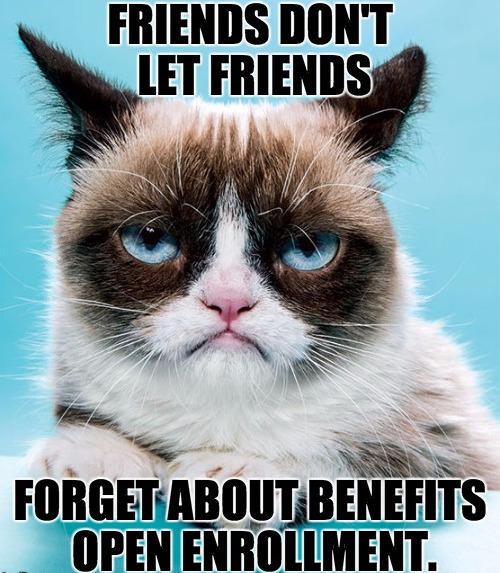 FRIENDS DON'T
LET FRIENDS
FORGET ABOUT BENEFITS
OPEN ENROLLMENT.